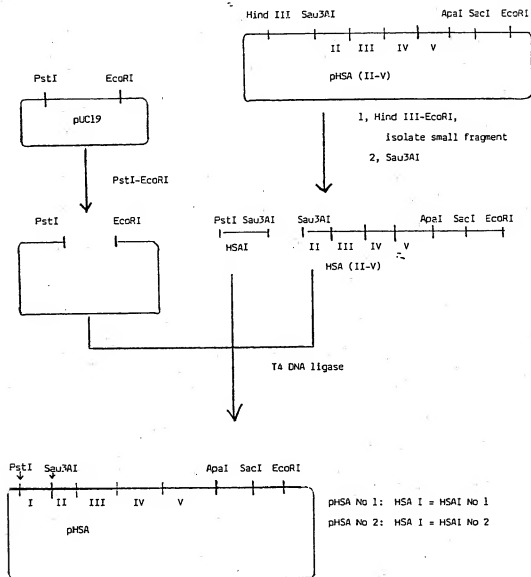 Hind III Sau3AI ApaI SacI EcoRI
II III IV V
pHSA (II-V)
PstI EcoRI
pUC19
1, Hind III-EcoRI,
isolate small fragment
2, Sau3AI
PstI-EcoRI
PstI EcoRI
PstI Sau3AI
HSAI
Sau3AI ApaI SacI EcoRI
II III IV V
HSA (II-V)
T4 DNA ligase
PstI Sau3AI ApaI SacI EcoRI
I II III IV V
pHSA
pHSA No 1: HSA I = HSAI No 1
pHSA No 2: HSA I = HSAI No 2